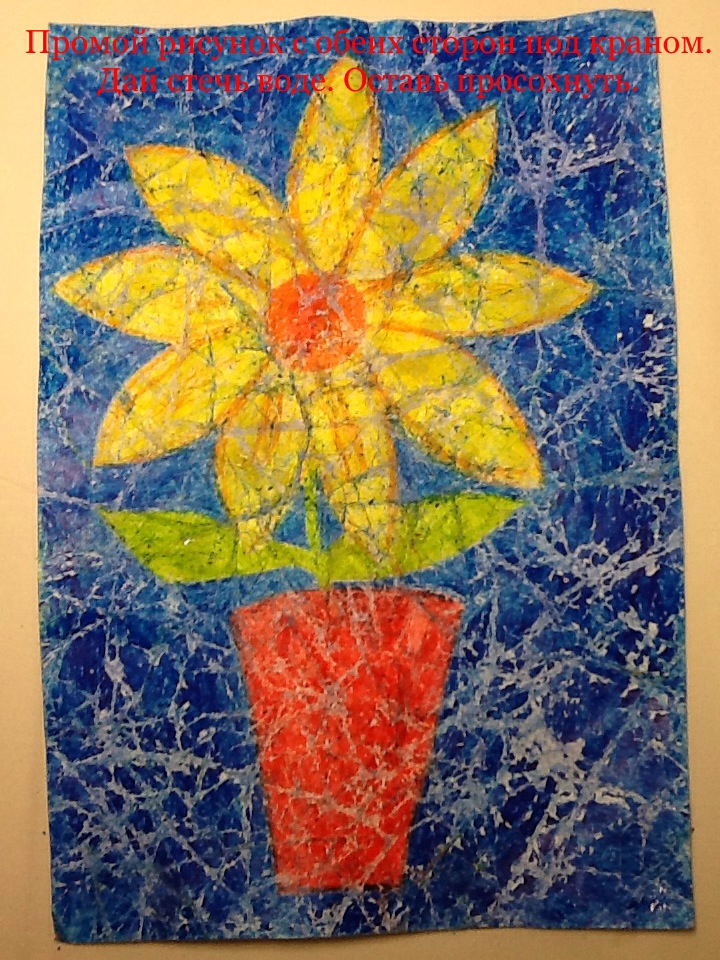 Промой рисунок с обеих сторон под краном.
Дай стечь воде. Оставь просохнуть.